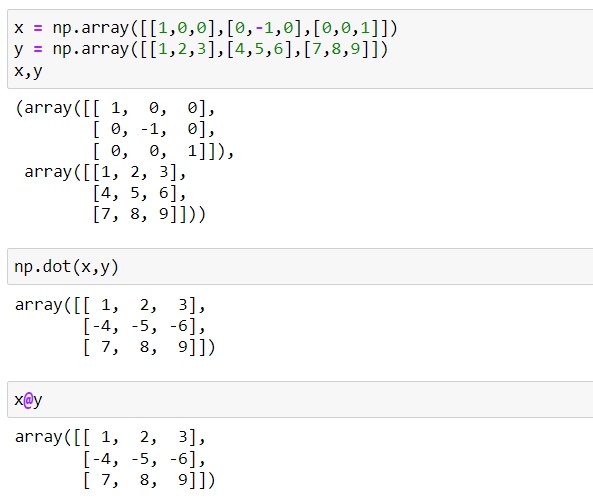 x = np.array([[1,0,0],[0,-1,0],[0,0,1]])
y = np.array([[1,2,3],[4,5,6],[7,8,9]])
x,y
(array([[ 1,  0,  0],
        [ 0, -1,  0],
        [ 0,  0,  1]]),
 array([[1, 2, 3],
        [4, 5, 6],
        [7, 8, 9]]))
np.dot(x,y)
array([[ 1,  2,  3],
       [-4, -5, -6],
       [ 7,  8,  9]])
x@y
array([[ 1,  2,  3],
       [-4, -5, -6],
       [ 7,  8,  9]])